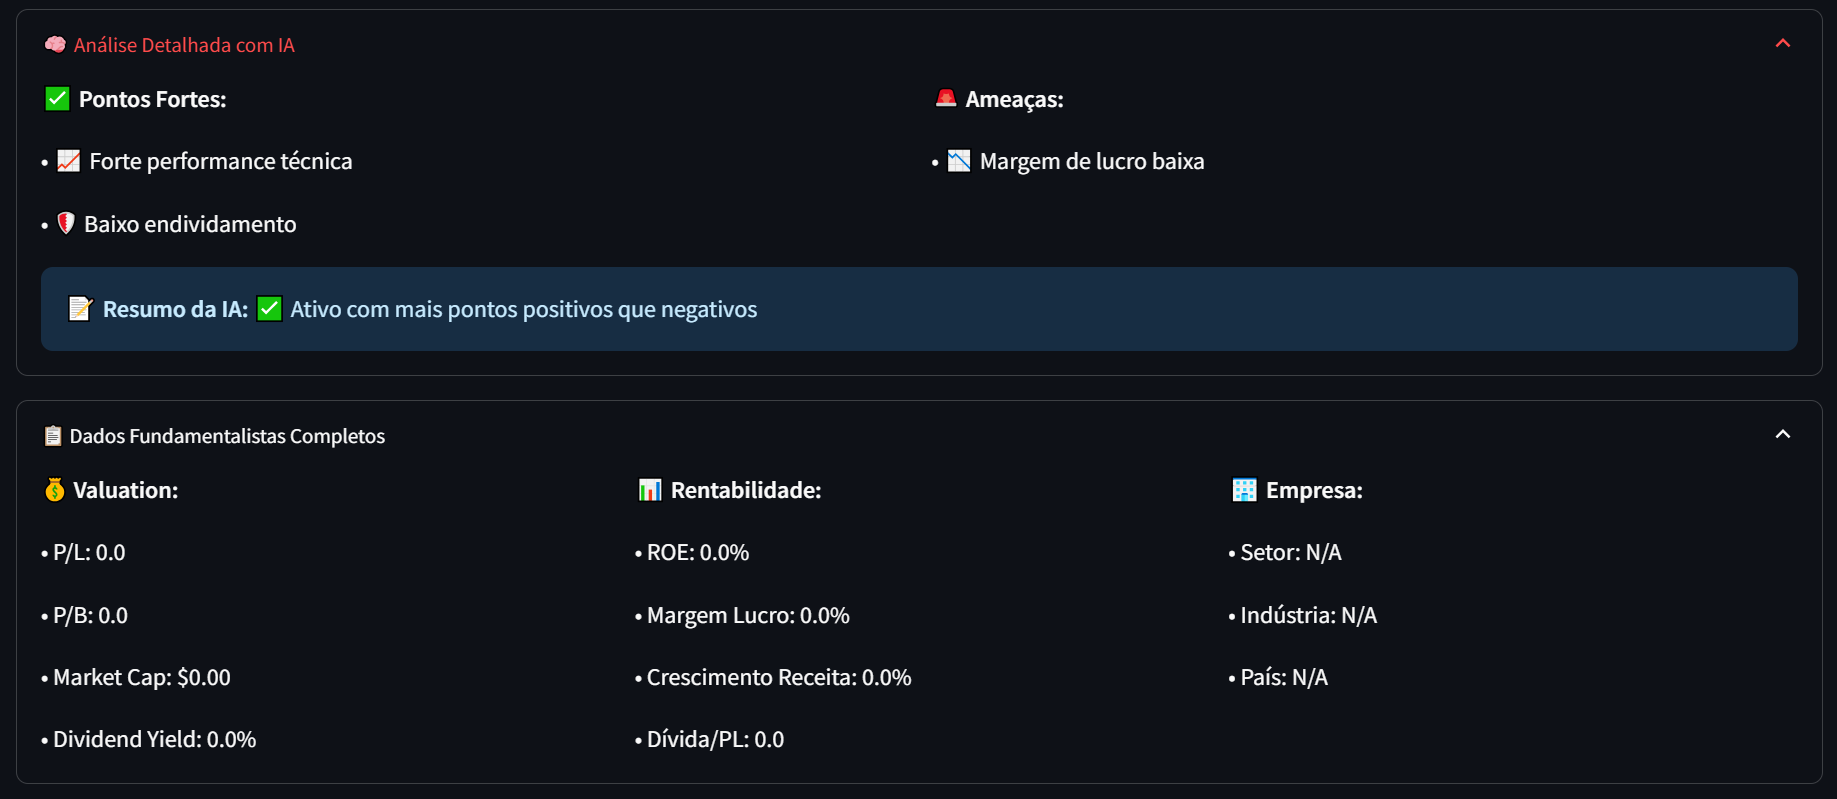 🧠 Análise Detalhada com IA
✅ Pontos Fortes:
• 📈 Forte performance técnica
• 🛡️ Baixo endividamento
🚨 Ameaças:
• 📉 Margem de lucro baixa
📝 Resumo da IA: ✅ Ativo com mais pontos positivos que negativos
📋 Dados Fundamentalistas Completos
💰 Valuation:
• P/L: 0.0
• P/B: 0.0
• Market Cap: $0.00
• Dividend Yield: 0.0%
📊 Rentabilidade:
• ROE: 0.0%
• Margem Lucro: 0.0%
• Crescimento Receita: 0.0%
• Dívida/PL: 0.0
🏢 Empresa:
• Setor: N/A
• Indústria: N/A
• País: N/A